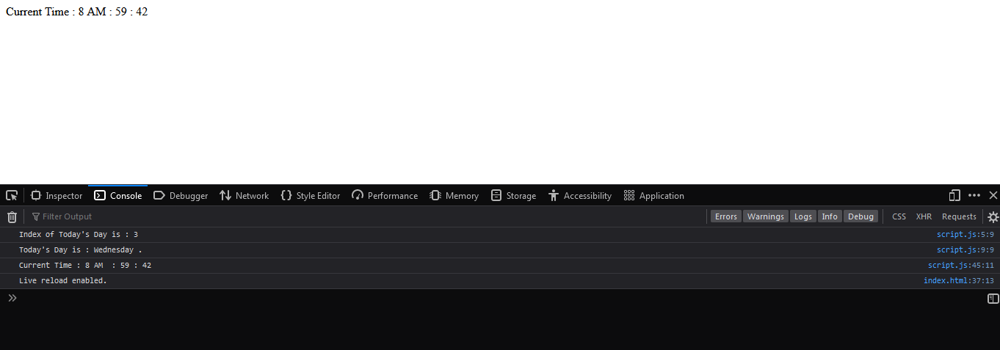 Current Time : 8 AM : 59 : 42
Inspector Console Debugger Network Style Editor Performance Memory Storage Accessibility Application
Filter Output Errors Warnings Logs Info Debug CSS XHR Requests
Index of Today's Day is : 3 script.js:5:9
Today's Day is : Wednesday . script.js:9:9
Current Time : 8 AM  : 59 : 42 script.js:45:11
Live reload enabled. index.html:37:13